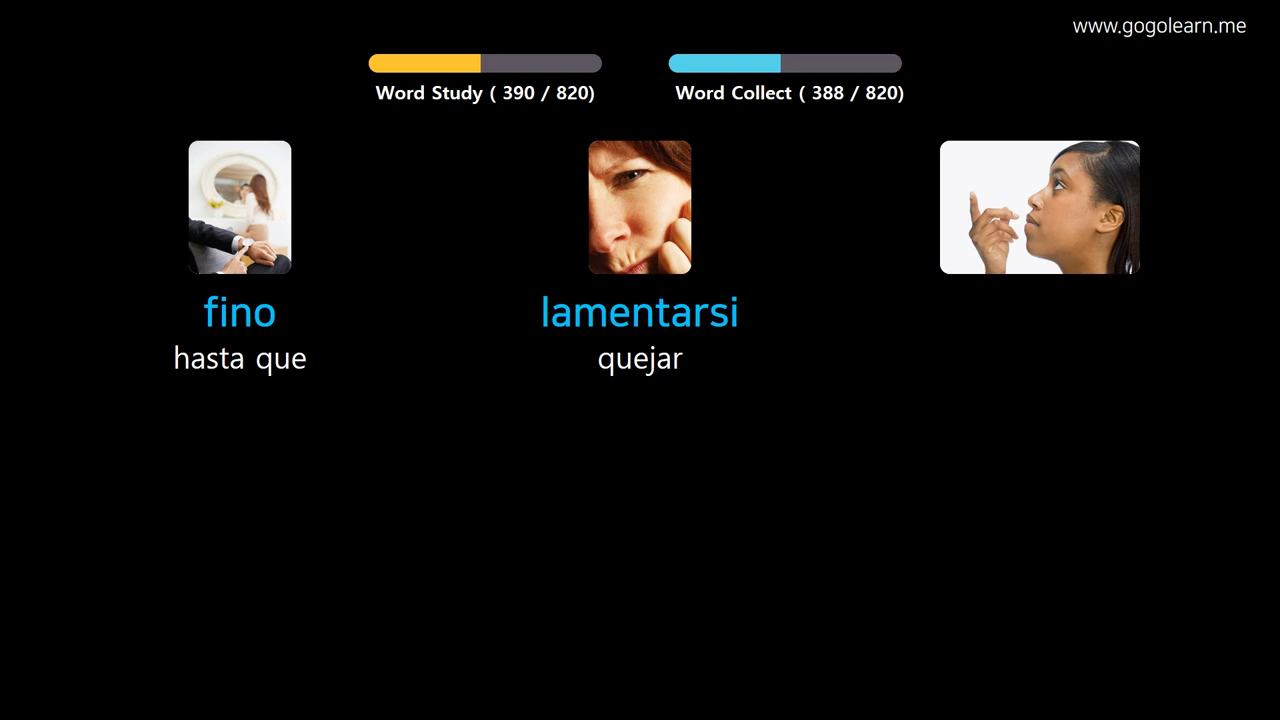 www.gogolearn.me
Word Study ( 390 / 820)
Word Collect ( 388 / 820)
fino
hasta que
lamentarsi
quejar